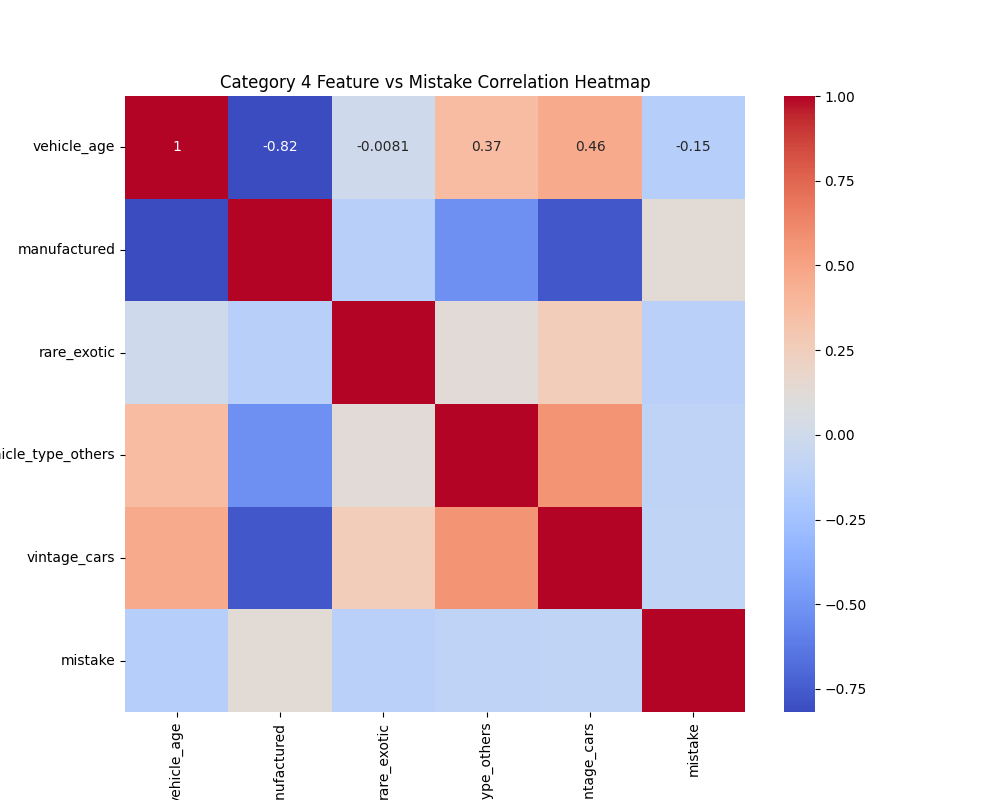 Category 4 Feature vs Mistake Correlation Heatmap
vehicle_age
1
-0.82
-0.0081
0.37
0.46
-0.15
manufactured
rare_exotic
hicle_type_others
vintage_cars
mistake
vehicle_age
nufactured
rare_exotic
ype_others
ntage_cars
mistake
1.00
0.75
0.50
0.25
0.00
−0.25
−0.50
−0.75